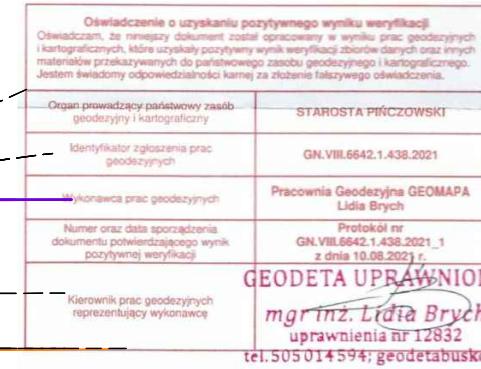 Oświadczenie o uzyskaniu pozytywnego wyniku weryfikacji
Oświadczam, że niniejszy dokument został opracowany w wyniku prac geodezyjnych
i kartograficznych, które uzyskały pozytywny wynik weryfikacji zbiorów danych oraz innych
materiałów przekazywanych do państwowego zasobu geodezyjnego i kartograficznego.
Jestem świadomy odpowiedzialności karnej za złożenie fałszywego oświadczenia.
Organ prowadzący państwowy zasób
geodezyjny i kartograficzny
STAROSTA PIŃCZOWSKI
Identyfikator zgłoszenia prac
geodezyjnych
GN.VIII.6642.1.438.2021
Wykonawca prac geodezyjnych
Pracownia Geodezyjna GEOMAPA
Lidia Brych
Numer oraz data sporządzenia
dokumentu potwierdzającego wynik
pozytywnej weryfikacji
Protokół nr
GN.VIII.6642.1.438.2021_1
z dnia 10.08.2021 r.
Kierownik prac geodezyjnych
reprezentujący wykonawcę
GEODETA UPRAWNION
mgr inż. Lidia Brych
uprawnienia nr 12832
tel.505014594; geodetabusko